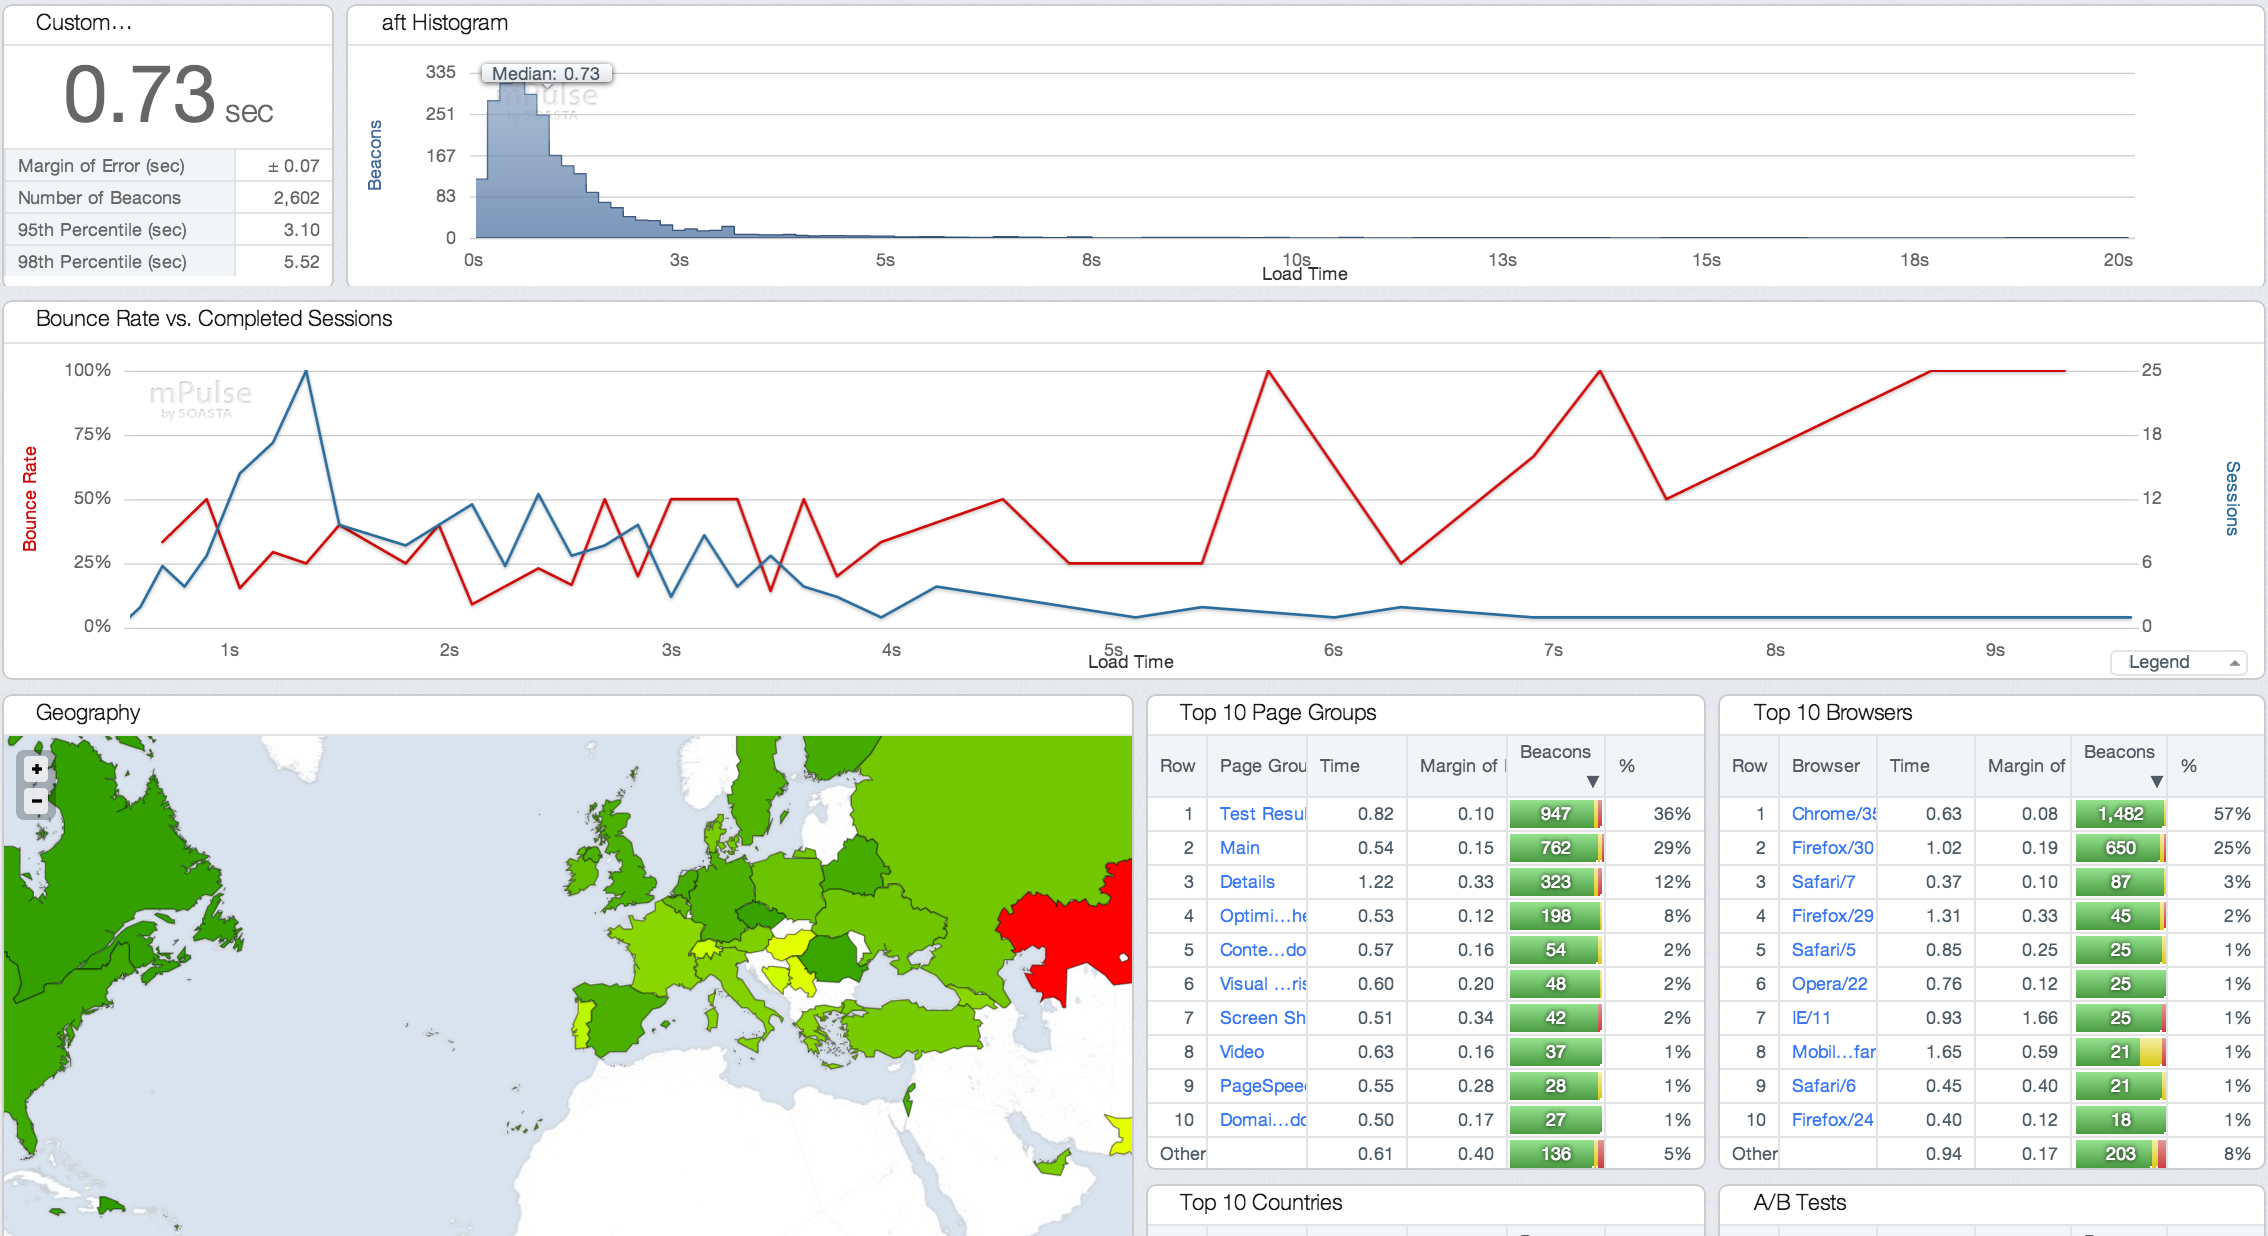 Custom...
0.73 sec
Margin of Error (sec) ± 0.07
Number of Beacons 2,602
95th Percentile (sec) 3.10
98th Percentile (sec) 5.52
aft Histogram
Median: 0.73
mPulse
by SOASTA
Beacons
335
251
167
83
0
0s 3s 5s 8s 10s 13s 15s 18s 20s
Load Time
Bounce Rate vs. Completed Sessions
mPulse
by SOASTA
Bounce Rate
100%
75%
50%
25%
0%
25
18
12
6
0
Sessions
1s 2s 3s 4s 5s 6s 7s 8s 9s
Load Time
Legend
Geography
+
−
Top 10 Page Groups
Row Page Grou Time Margin of Beacons ▼ %
1 Test Resul 0.82 0.10 947 36%
2 Main 0.54 0.15 762 29%
3 Details 1.22 0.33 323 12%
4 Optimi...he 0.53 0.12 198 8%
5 Conte...do 0.57 0.16 54 2%
6 Visual ...ris 0.60 0.20 48 2%
7 Screen Sh 0.51 0.34 42 2%
8 Video 0.63 0.16 37 1%
9 PageSpee 0.55 0.28 28 1%
10 Domai...do 0.50 0.17 27 1%
Other 0.61 0.40 136 5%
Top 10 Browsers
Row Browser Time Margin of Beacons ▼ %
1 Chrome/35 0.63 0.08 1,482 57%
2 Firefox/30 1.02 0.19 650 25%
3 Safari/7 0.37 0.10 87 3%
4 Firefox/29 1.31 0.33 45 2%
5 Safari/5 0.85 0.25 25 1%
6 Opera/22 0.76 0.12 25 1%
7 IE/11 0.93 1.66 25 1%
8 Mobil...far 1.65 0.59 21 1%
9 Safari/6 0.45 0.40 21 1%
10 Firefox/24 0.40 0.12 18 1%
Other 0.94 0.17 203 8%
Top 10 Countries
A/B Tests